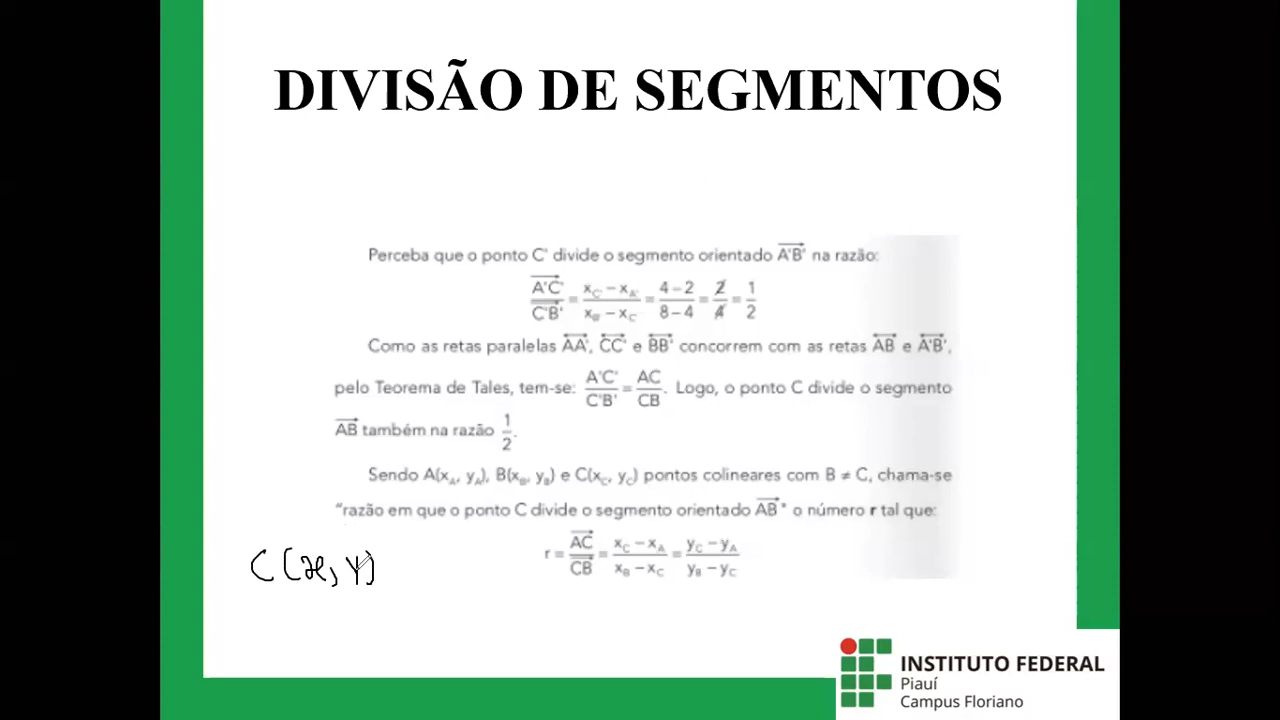 DIVISÃO DE SEGMENTOS
Perceba que o ponto C' divide o segmento orientado A'B' na razão:
A'C'/C'B' = (x_C' − x_A')/(x_B' − x_C') = (4 − 2)/(8 − 4) = 2/4 = 1/2
Como as retas paralelas AA', CC' e BB' concorrem com as retas AB e A'B',
pelo Teorema de Tales, tem-se: A'C'/C'B' = AC/CB. Logo, o ponto C divide o segmento
AB também na razão 1/2.
Sendo A(x_A, y_A), B(x_B, y_B) e C(x_C, y_C) pontos colineares com B ≠ C, chama-se
"razão em que o ponto C divide o segmento orientado AB" o número r tal que:
r = AC/CB = (x_C − x_A)/(x_B − x_C) = (y_C − y_A)/(y_B − y_C)
C(x, y)
INSTITUTO FEDERAL
Piauí
Campus Floriano